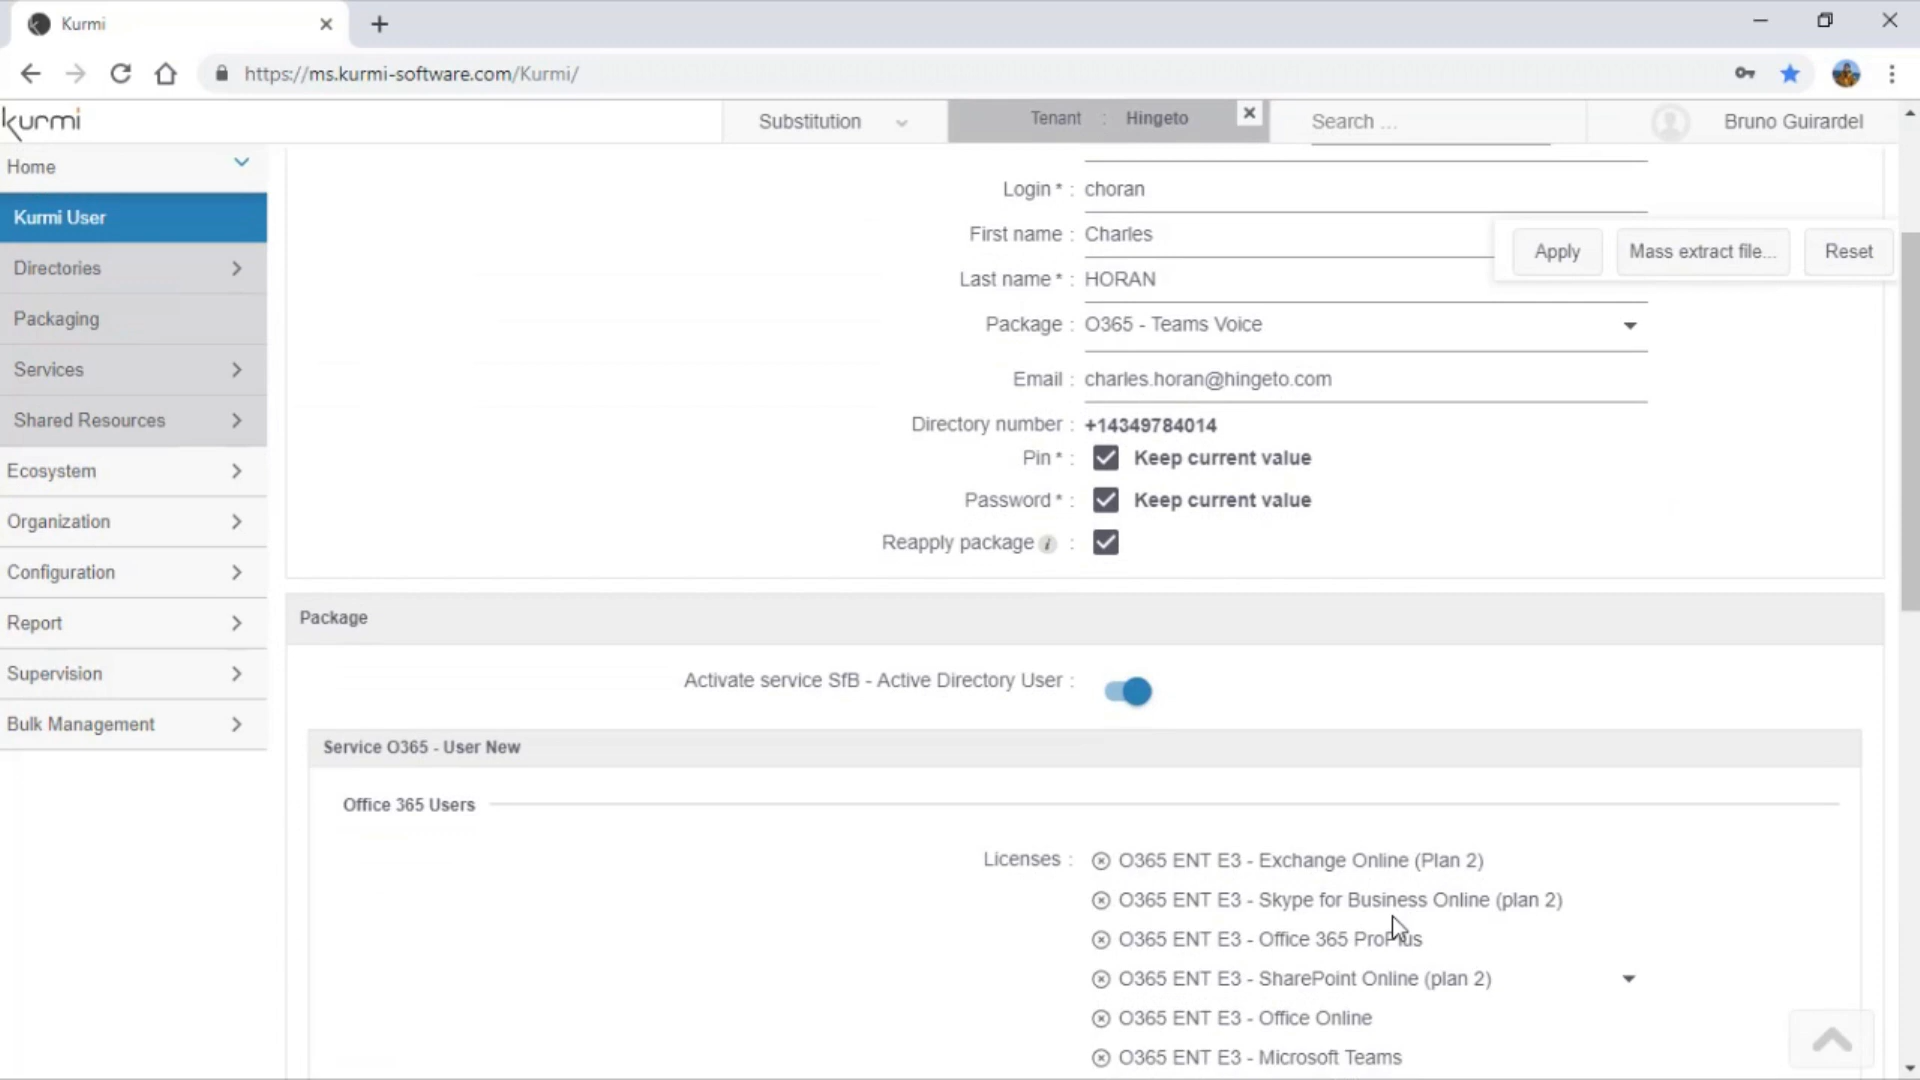 Kurmi
https://ms.kurmi-software.com/Kurmi/
kurmi
Substitution
Tenant : Hingeto
Search ...
Bruno Guirardel
Home
Kurmi User
Directories
Packaging
Services
Shared Resources
Ecosystem
Organization
Configuration
Report
Supervision
Bulk Management
Login * : choran
First name : Charles
Last name * : HORAN
Package : O365 - Teams Voice
Email : charles.horan@hingeto.com
Directory number : +14349784014
Pin * : Keep current value
Password * : Keep current value
Reapply package i :
Apply
Mass extract file...
Reset
Package
Activate service SfB - Active Directory User :
Service O365 - User New
Office 365 Users
Licenses : O365 ENT E3 - Exchange Online (Plan 2)
O365 ENT E3 - Skype for Business Online (plan 2)
O365 ENT E3 - Office 365 ProPlus
O365 ENT E3 - SharePoint Online (plan 2)
O365 ENT E3 - Office Online
O365 ENT E3 - Microsoft Teams